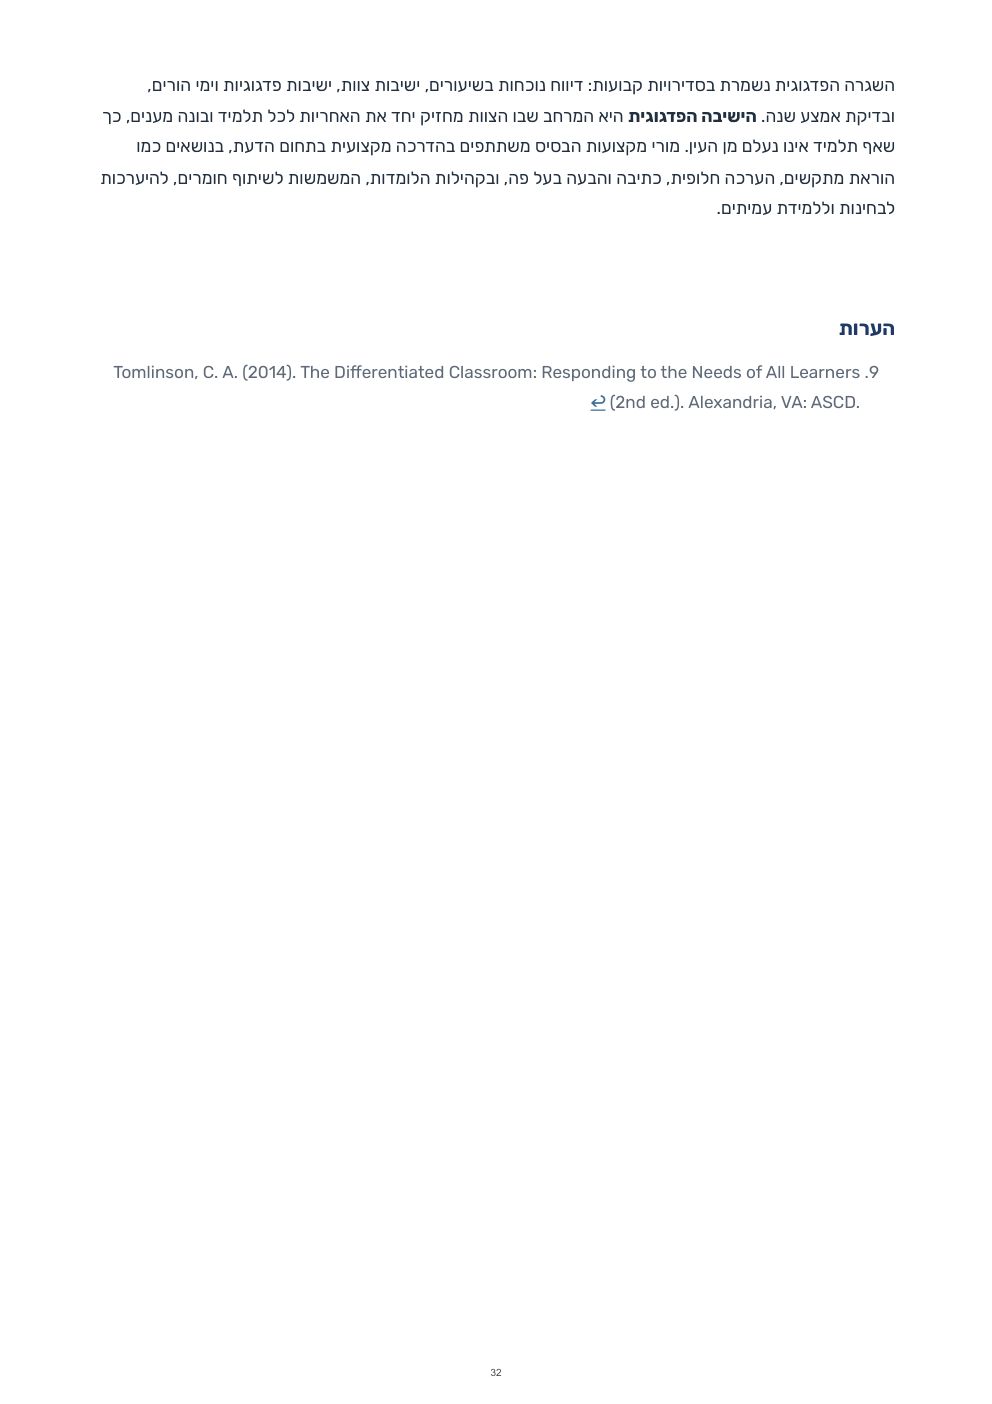 השגרה הפדגוגית נשמרת בסדירויות קבועות: דיווח נוכחות בשיעורים, ישיבות צוות, ישיבות פדגוגיות וימי הורים,
ובדיקת אמצע שנה. הישיבה הפדגוגית היא המרחב שבו הצוות מחזיק יחד את האחריות לכל תלמיד ובונה מענים, כך
שאף תלמיד אינו נעלם מן העין. מורי מקצועות הבסיס משתתפים בהדרכה מקצועית בתחום הדעת, בנושאים כמו
הוראת מתקשים, הערכה חלופית, כתיבה והבעה בעל פה, ובקהילות הלומדות, המשמשות לשיתוף חומרים, להיערכות
לבחינות וללמידת עמיתים.
הערות
9. Tomlinson, C. A. (2014). The Differentiated Classroom: Responding to the Needs of All Learners
(2nd ed.). Alexandria, VA: ASCD. ↩
32